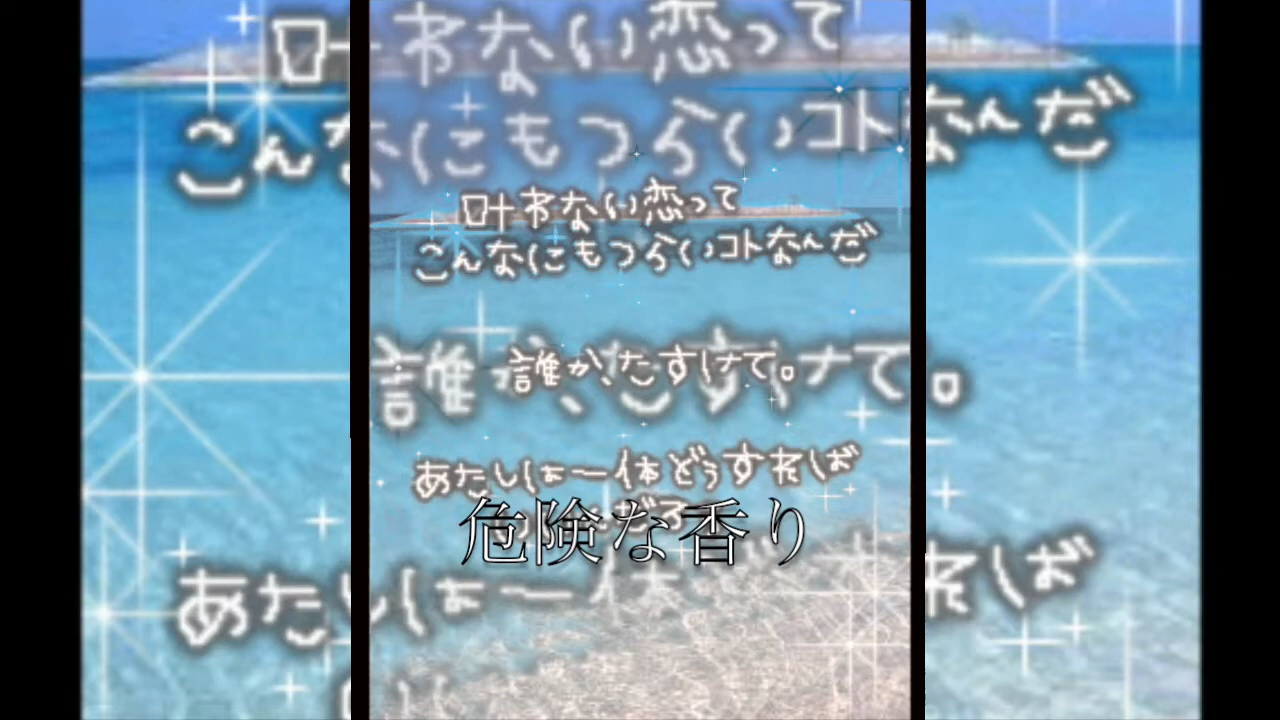 叶わない恋って
こんなにもつらいコトなんだ
誰か、たすけて。
あたしは一体どうすれば
危険な香り